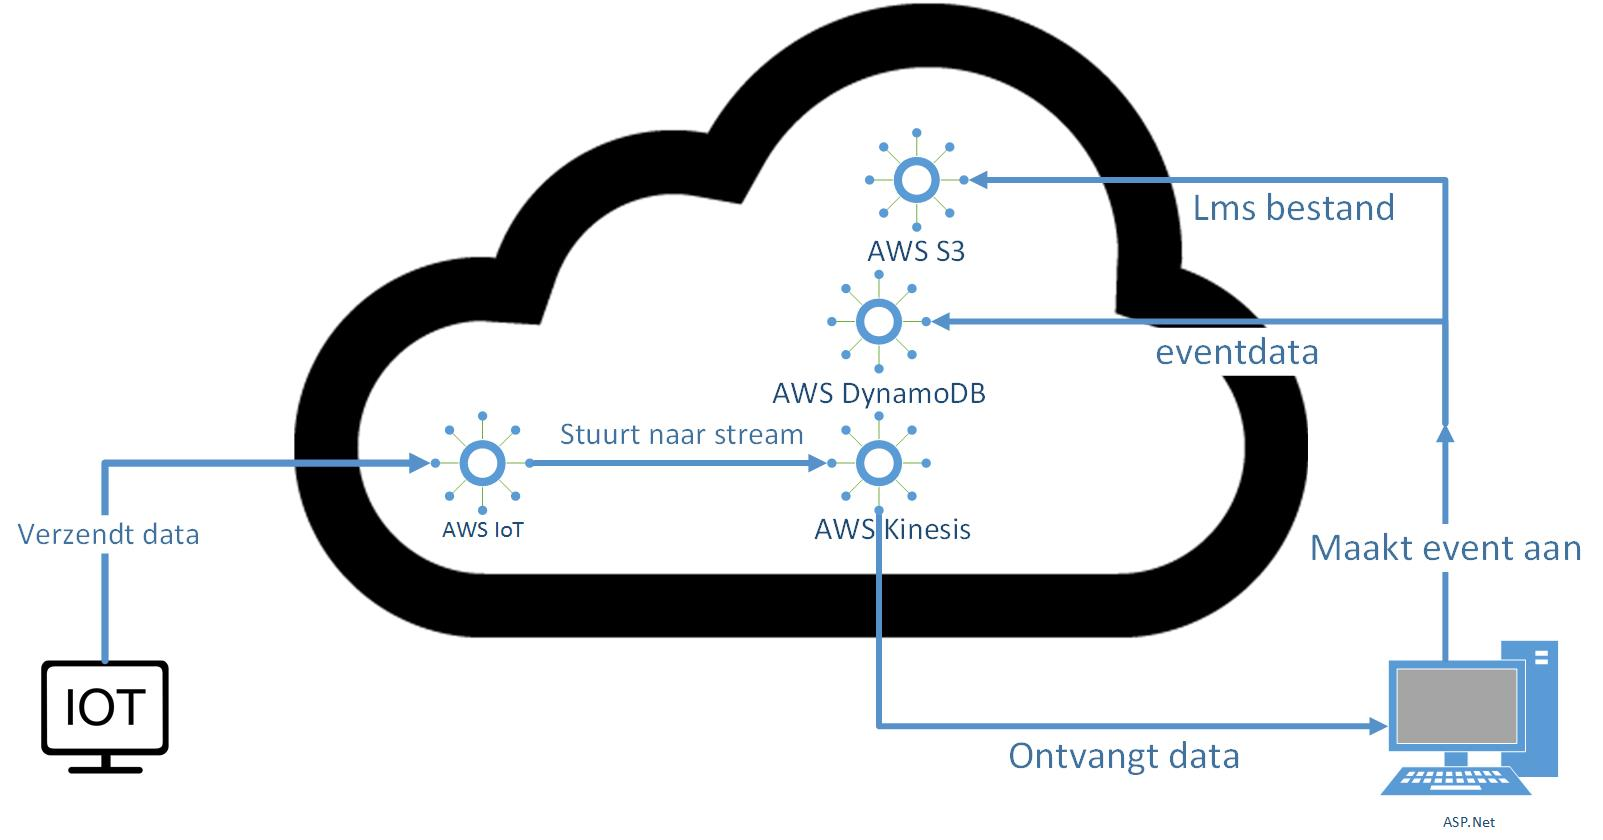 Lms bestand
AWS S3
eventdata
AWS DynamoDB
Stuurt naar stream
AWS IoT
AWS Kinesis
Verzendt data
Maakt event aan
IOT
Ontvangt data
ASP.Net